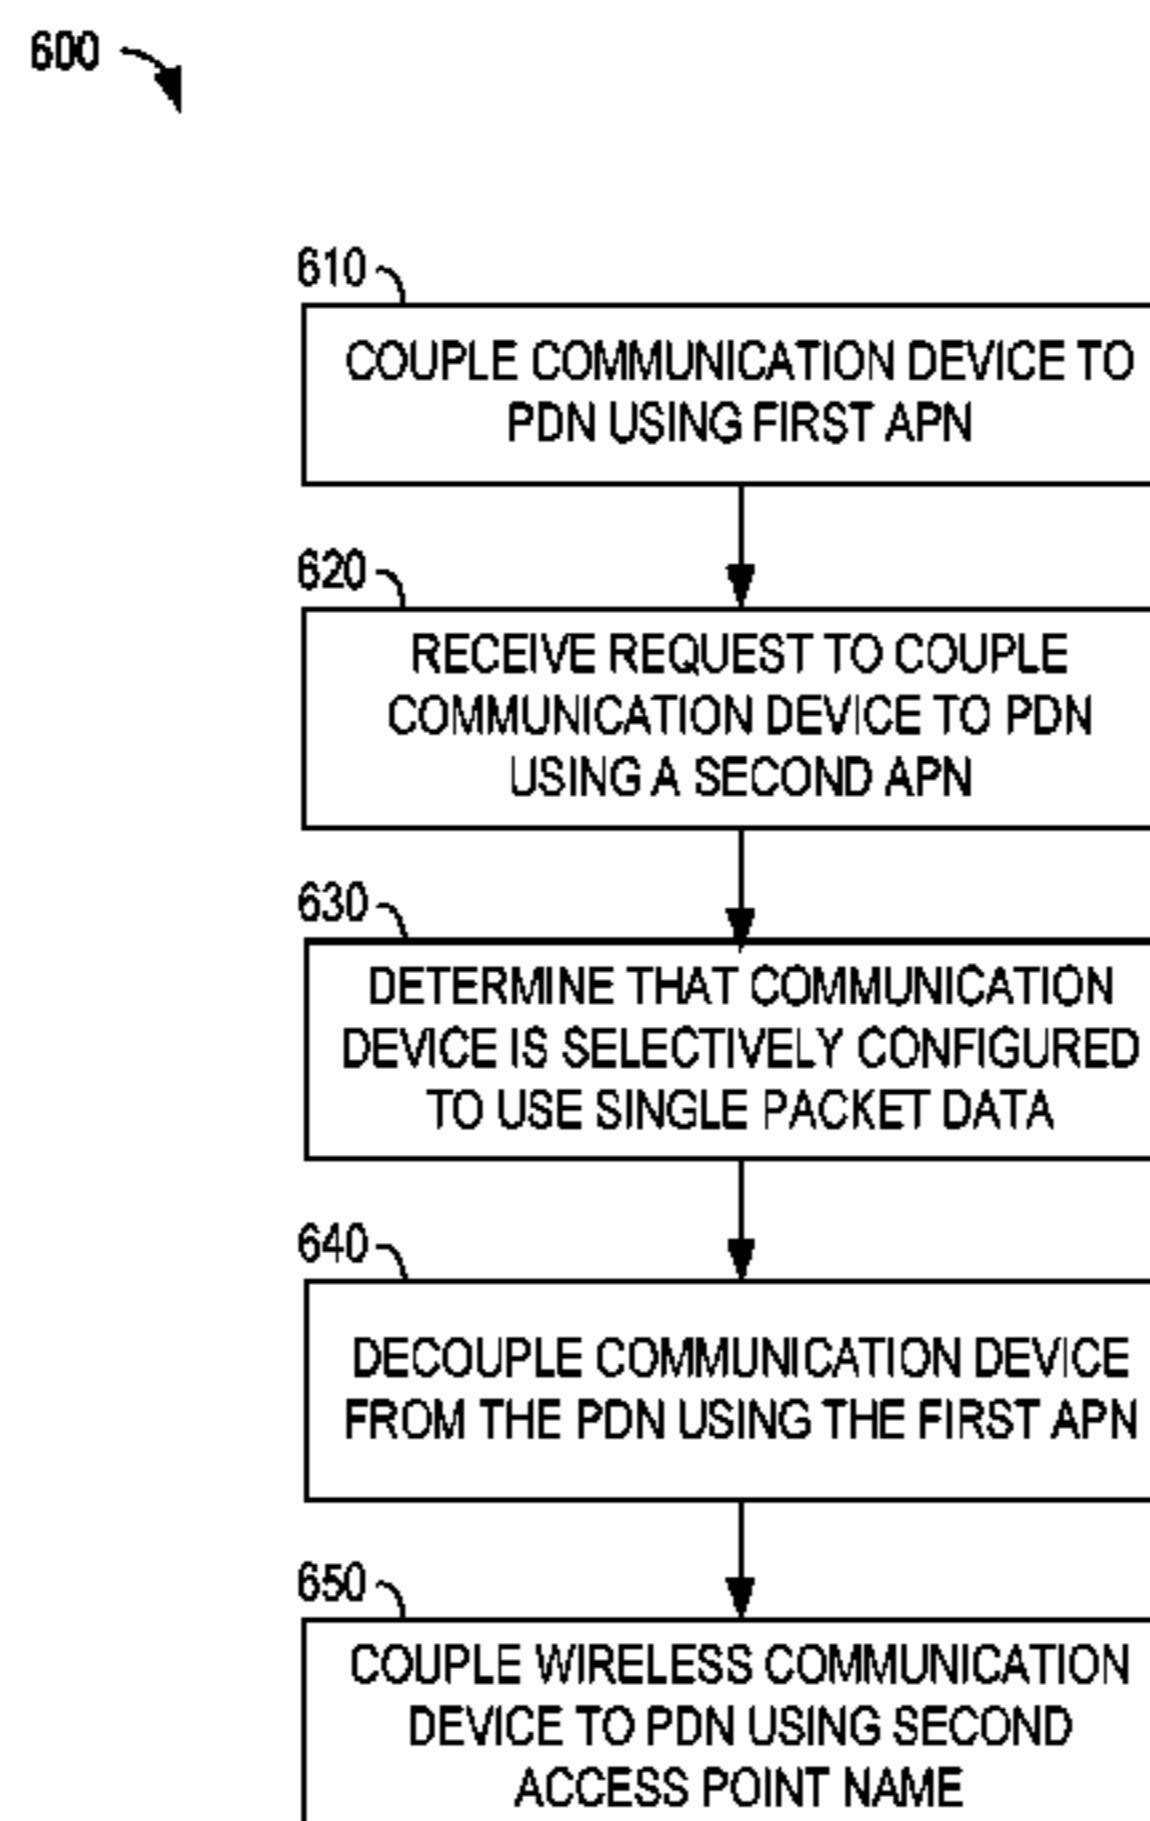 600
610
COUPLE COMMUNICATION DEVICE TO
PDN USING FIRST APN
620
RECEIVE REQUEST TO COUPLE
COMMUNICATION DEVICE TO PDN
USING A SECOND APN
630
DETERMINE THAT COMMUNICATION
DEVICE IS SELECTIVELY CONFIGURED
TO USE SINGLE PACKET DATA
640
DECOUPLE COMMUNICATION DEVICE
FROM THE PDN USING THE FIRST APN
650
COUPLE WIRELESS COMMUNICATION
DEVICE TO PDN USING SECOND
ACCESS POINT NAME